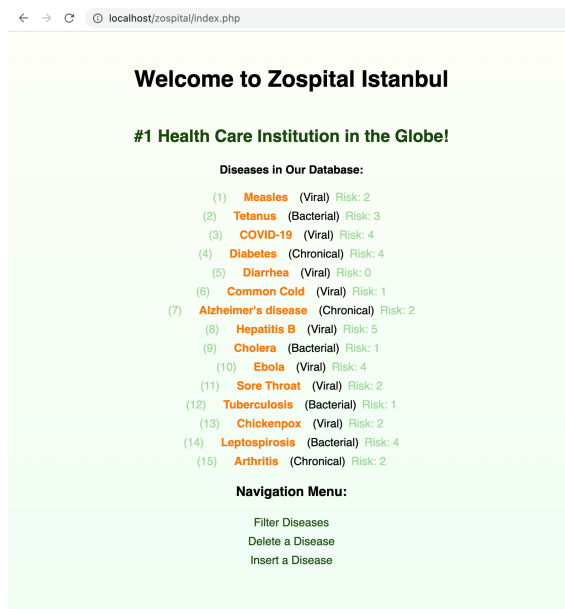 localhost/zospital/index.php
Welcome to Zospital Istanbul
#1 Health Care Institution in the Globe!
Diseases in Our Database:
(1) Measles (Viral) Risk: 2
(2) Tetanus (Bacterial) Risk: 3
(3) COVID-19 (Viral) Risk: 4
(4) Diabetes (Chronical) Risk: 4
(5) Diarrhea (Viral) Risk: 0
(6) Common Cold (Viral) Risk: 1
(7) Alzheimer's disease (Chronical) Risk: 2
(8) Hepatitis B (Viral) Risk: 5
(9) Cholera (Bacterial) Risk: 1
(10) Ebola (Viral) Risk: 4
(11) Sore Throat (Viral) Risk: 2
(12) Tuberculosis (Bacterial) Risk: 1
(13) Chickenpox (Viral) Risk: 2
(14) Leptospirosis (Bacterial) Risk: 4
(15) Arthritis (Chronical) Risk: 2
Navigation Menu:
Filter Diseases
Delete a Disease
Insert a Disease